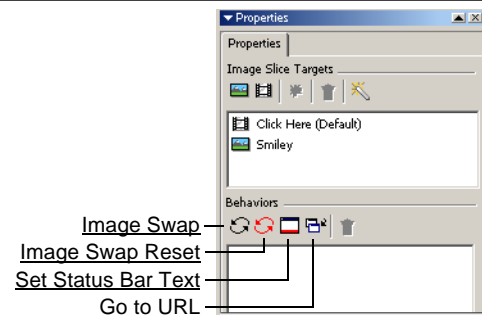 Properties
Properties
Image Slice Targets
Click Here (Default)
Smiley
Behaviors
Image Swap
Image Swap Reset
Set Status Bar Text
Go to URL